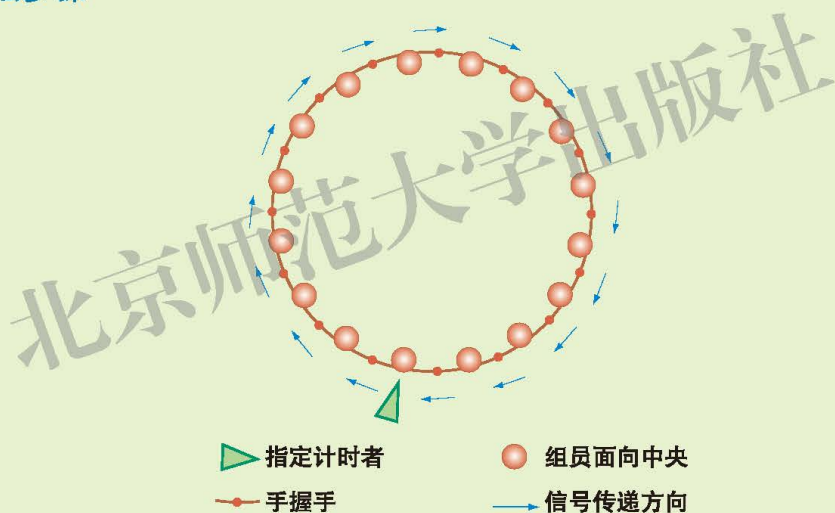 北京师范大学出版社
指定计时者
组员面向中央
手握手
信号传递方向